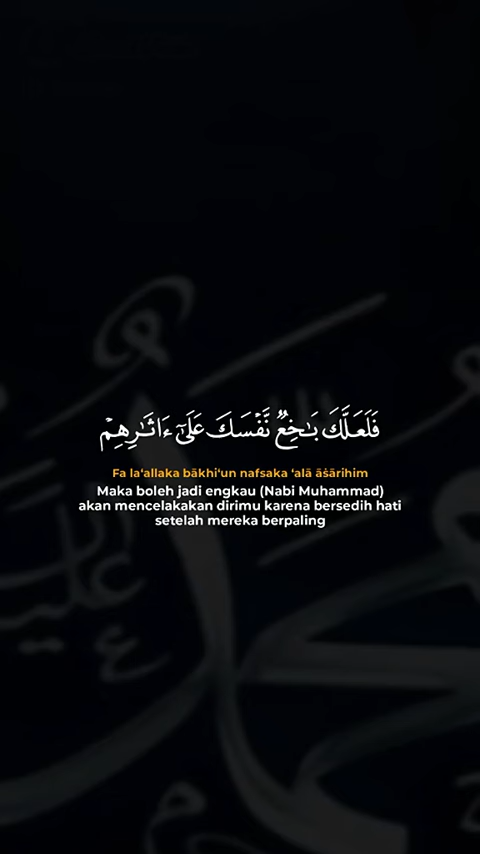 فَلَعَلَّكَ بَـٰخِعٌ نَّفْسَكَ عَلَىٰٓ ءَاثَـٰرِهِمْ
Fa la‘allaka bākhi‘un nafsaka ‘alā āṡārihim
Maka boleh jadi engkau (Nabi Muhammad)
akan mencelakakan dirimu karena bersedih hati
setelah mereka berpaling